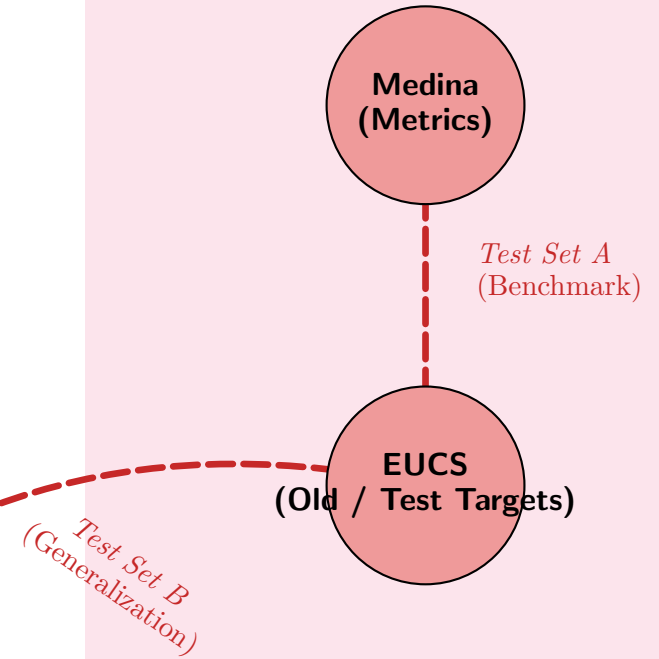 Medina
(Metrics)
Test Set A
(Benchmark)
EUCS
(Old / Test Targets)
Test Set B
(Generalization)